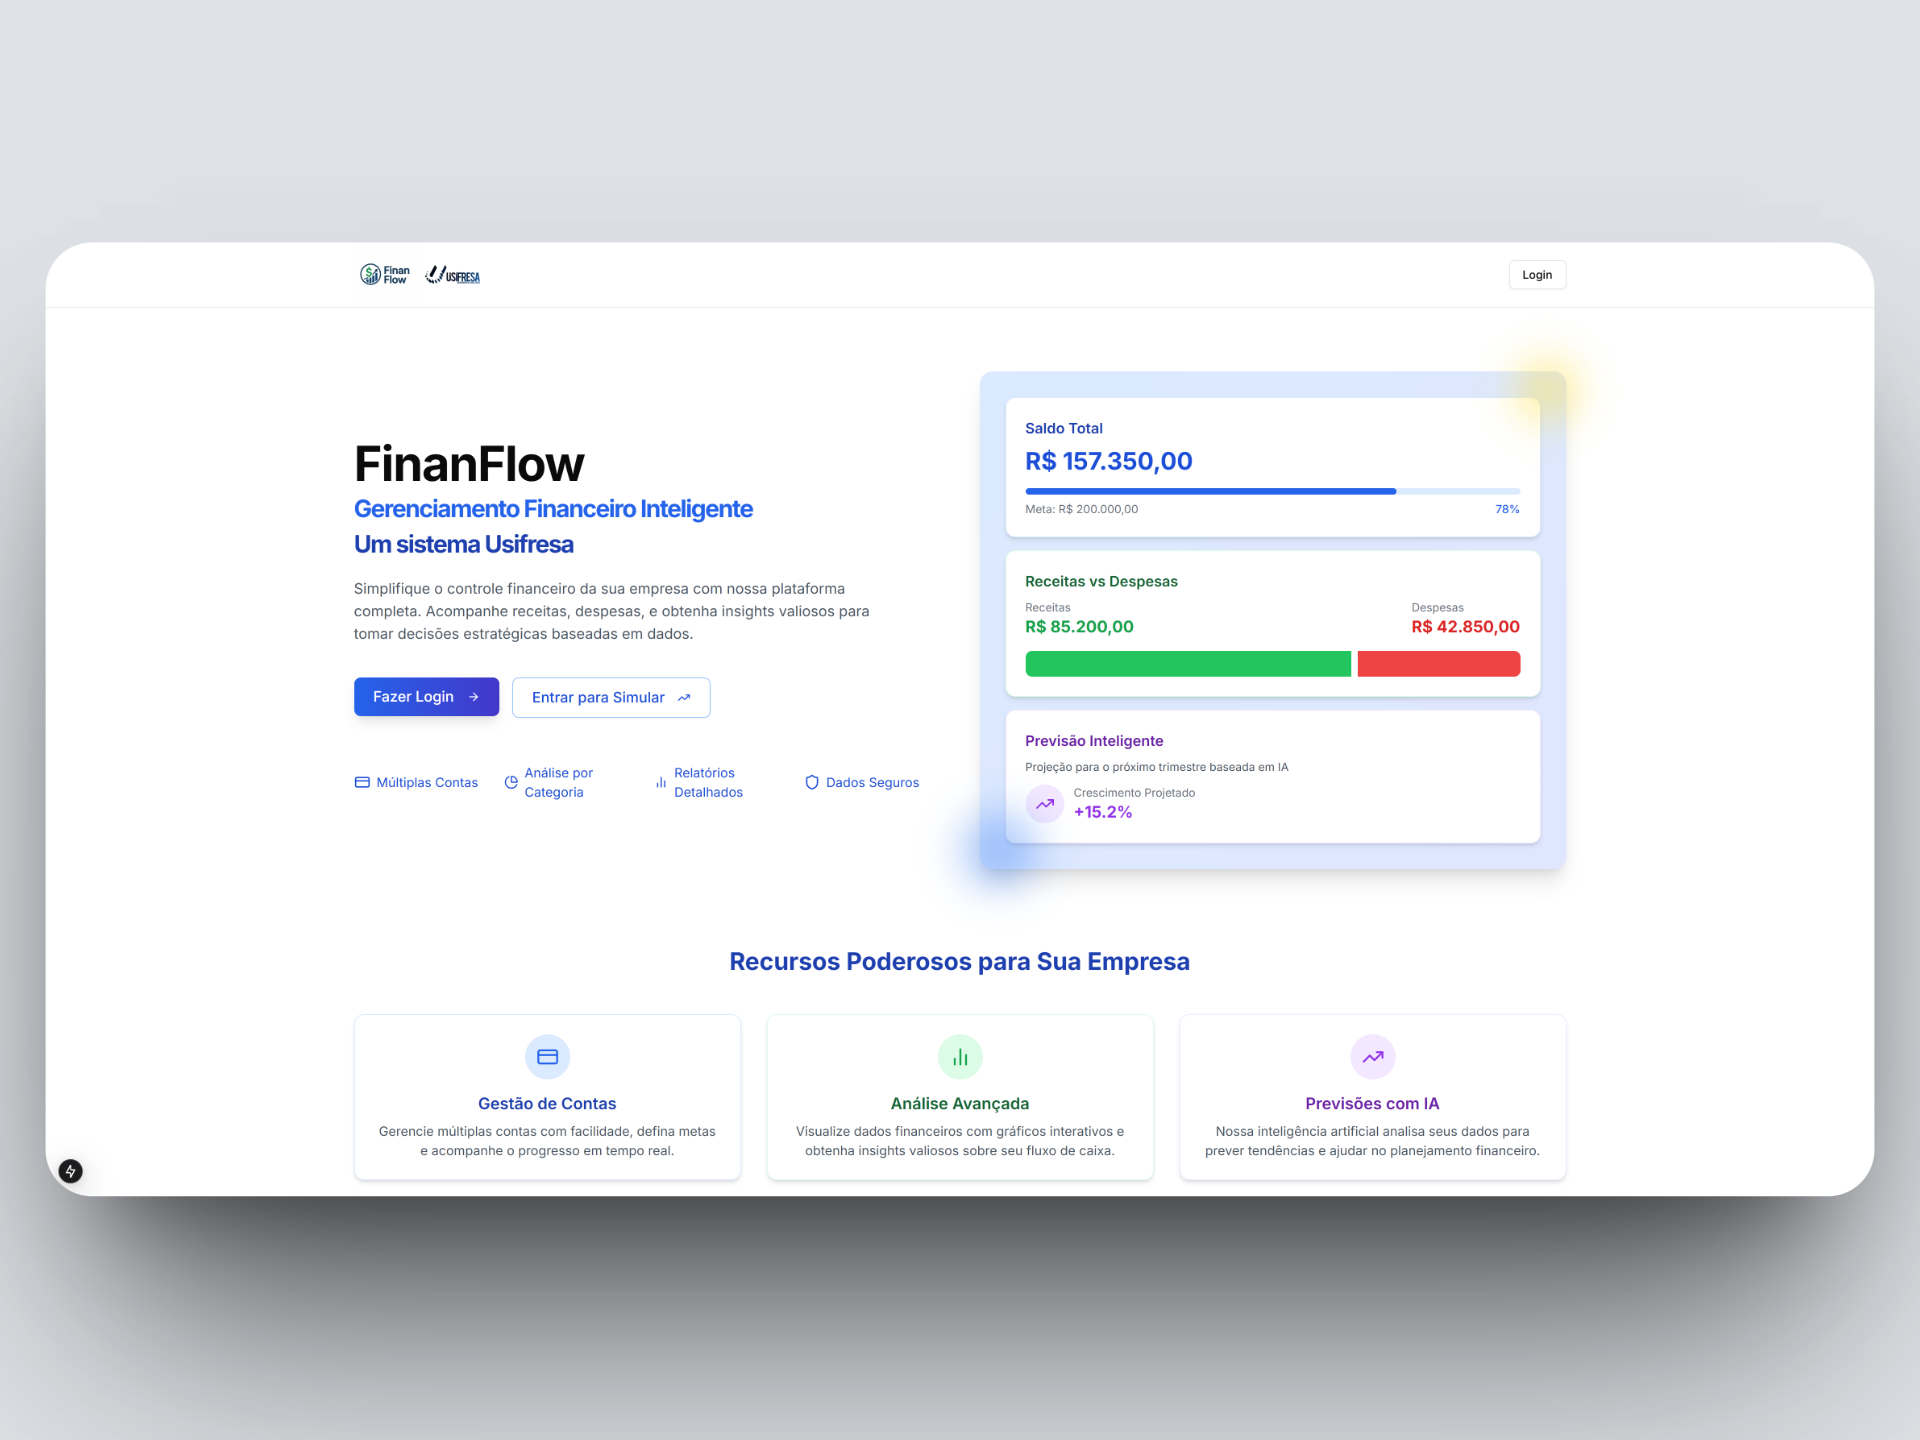 Finan
Flow
USIFRESA
Login
FinanFlow
Gerenciamento Financeiro Inteligente
Um sistema Usifresa
Simplifique o controle financeiro da sua empresa com nossa plataforma
completa. Acompanhe receitas, despesas, e obtenha insights valiosos para
tomar decisões estratégicas baseadas em dados.
Fazer Login
Entrar para Simular
Múltiplas Contas
Análise por
Categoria
Relatórios
Detalhados
Dados Seguros
Saldo Total
R$ 157.350,00
Meta: R$ 200.000,00
78%
Receitas vs Despesas
Receitas
R$ 85.200,00
Despesas
R$ 42.850,00
Previsão Inteligente
Projeção para o próximo trimestre baseada em IA
Crescimento Projetado
+15.2%
Recursos Poderosos para Sua Empresa
Gestão de Contas
Gerencie múltiplas contas com facilidade, defina metas
e acompanhe o progresso em tempo real.
Análise Avançada
Visualize dados financeiros com gráficos interativos e
obtenha insights valiosos sobre seu fluxo de caixa.
Previsões com IA
Nossa inteligência artificial analisa seus dados para
prever tendências e ajudar no planejamento financeiro.